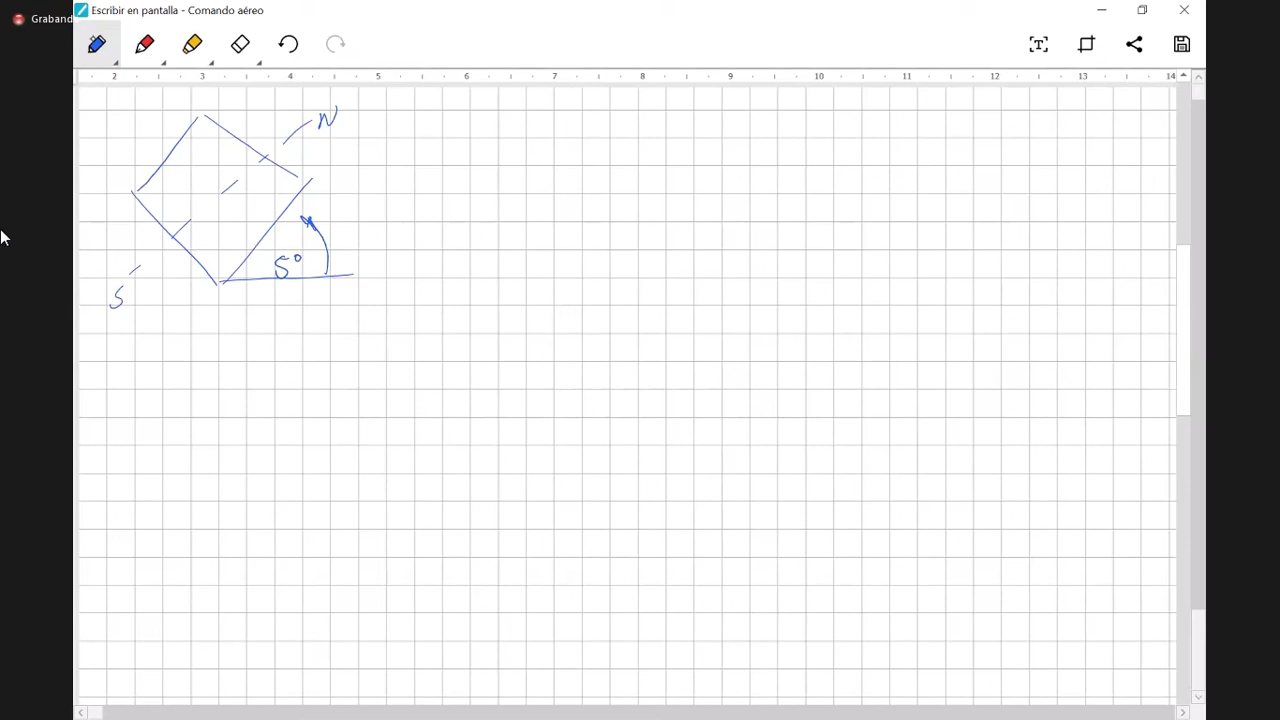 Graband
Escribir en pantalla - Comando aéreo
2 3 4 5 6 7 8 9 10 11 12 13 14
N
5°
S